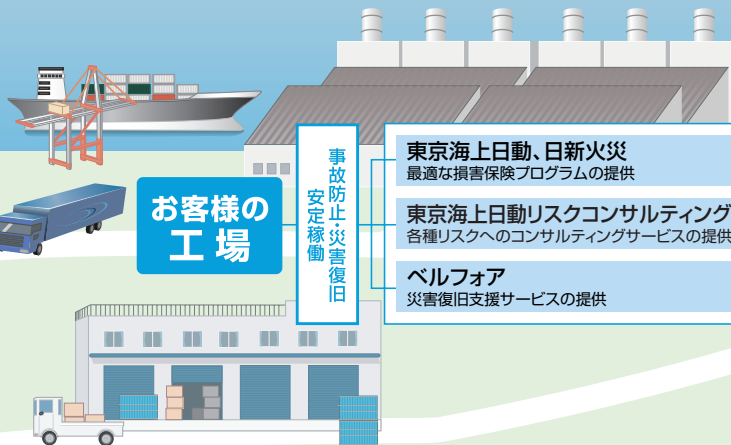 お客様の
工場
事故防止・災害復旧
安定稼働
東京海上日動、日新火災
最適な損害保険プログラムの提供
東京海上日動リスクコンサルティング
各種リスクへのコンサルティングサービスの提供
ベルフォア
災害復旧支援サービスの提供